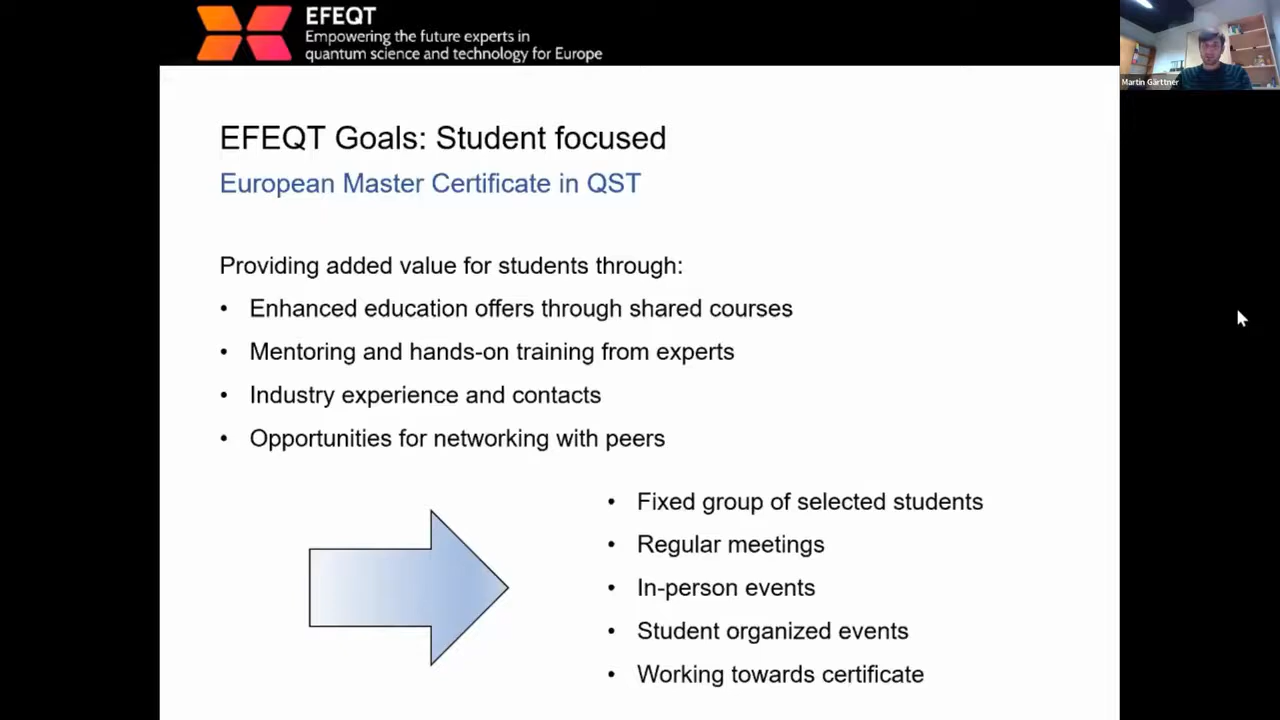 EFEQT
Empowering the future experts in
quantum science and technology for Europe
Martin Gärttner
EFEQT Goals: Student focused
European Master Certificate in QST
Providing added value for students through:
• Enhanced education offers through shared courses
• Mentoring and hands-on training from experts
• Industry experience and contacts
• Opportunities for networking with peers
• Fixed group of selected students
• Regular meetings
• In-person events
• Student organized events
• Working towards certificate